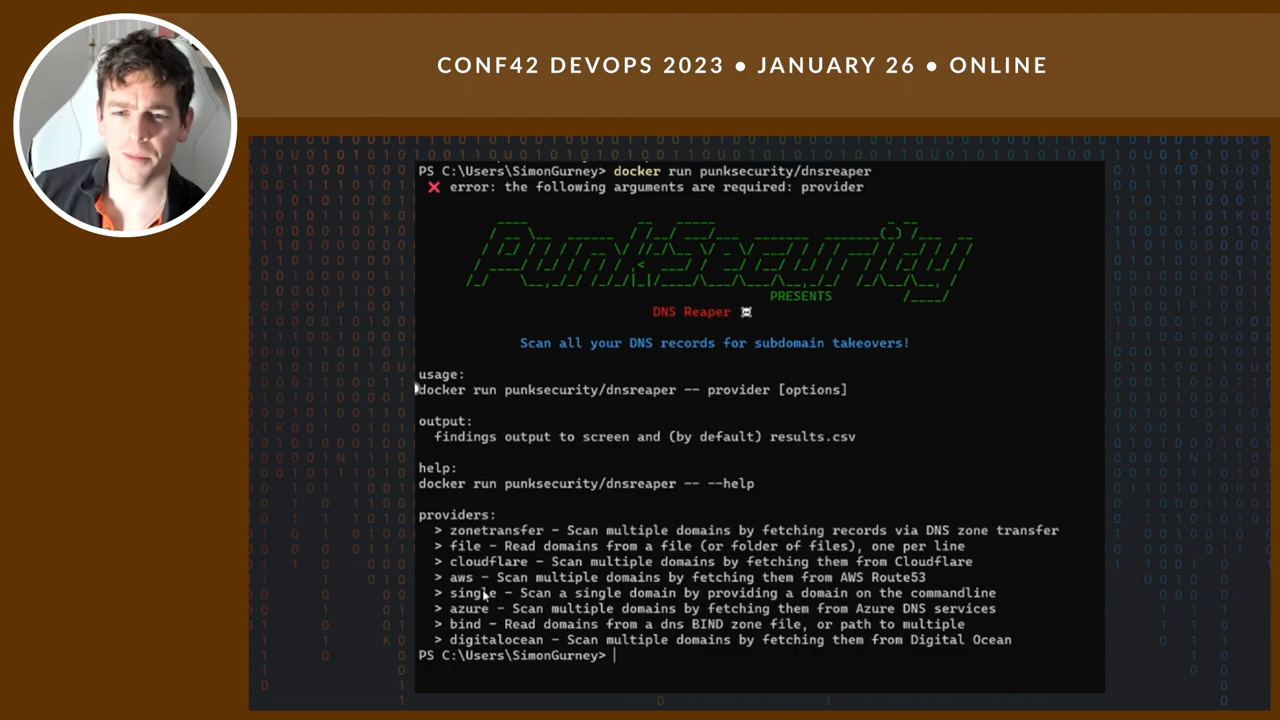 CONF42 DEVOPS 2023 ● JANUARY 26 ● ONLINE
PS C:\Users\SimonGurney> docker run punksecurity/dnsreaper
❌ error: the following arguments are required: provider
PunkSecurity
PRESENTS
DNS Reaper ☠
Scan all your DNS records for subdomain takeovers!
usage:
docker run punksecurity/dnsreaper -- provider [options]
output:
findings output to screen and (by default) results.csv
help:
docker run punksecurity/dnsreaper -- --help
providers:
> zonetransfer - Scan multiple domains by fetching records via DNS zone transfer
> file - Read domains from a file (or folder of files), one per line
> cloudflare - Scan multiple domains by fetching them from Cloudflare
> aws - Scan multiple domains by fetching them from AWS Route53
> single - Scan a single domain by providing a domain on the commandline
> azure - Scan multiple domains by fetching them from Azure DNS services
> bind - Read domains from a dns BIND zone file, or path to multiple
> digitalocean - Scan multiple domains by fetching them from Digital Ocean
PS C:\Users\SimonGurney>